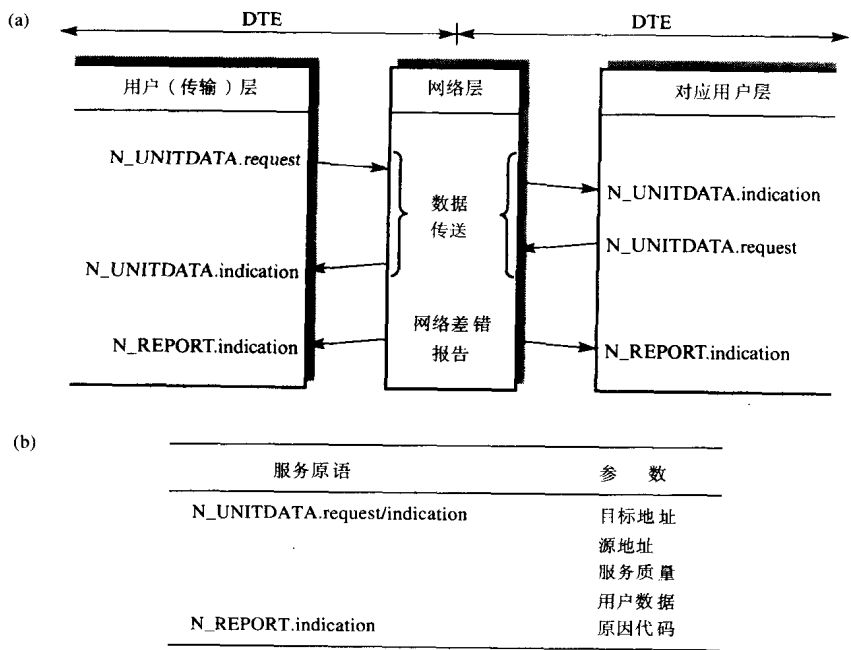 (a)
DTE
DTE
用户（传输）层
网络层
对应用户层
N_UNITDATA.request
N_UNITDATA.indication
数据
传送
N_UNITDATA.request
N_UNITDATA.indication
网络差错
报告
N_REPORT.indication
N_REPORT.indication
(b)
服务原语 参 数
N_UNITDATA.request/indication 目标地址
源地址
服务质量
用户数据
N_REPORT.indication 原因代码